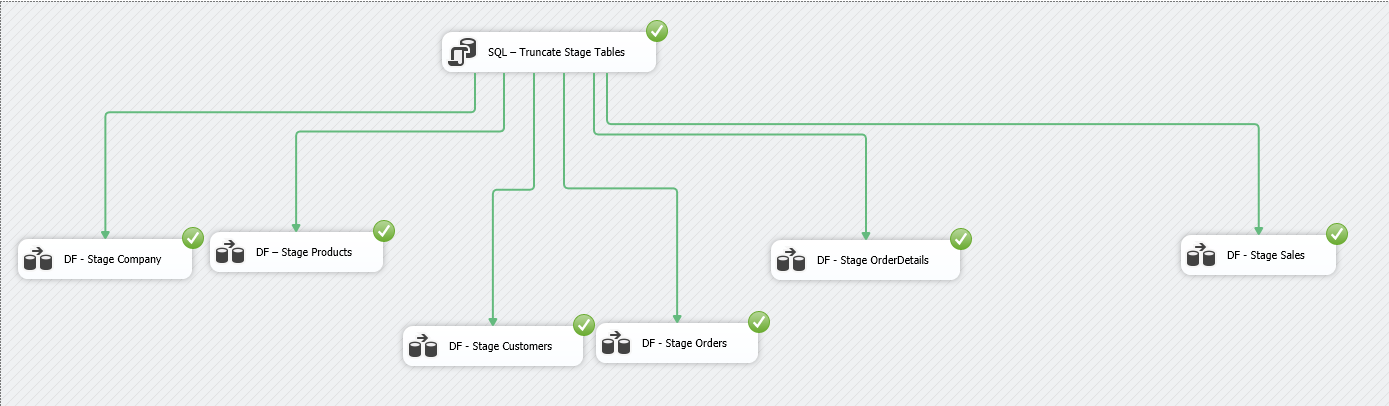 SQL – Truncate Stage Tables
DF - Stage Company
DF – Stage Products
DF - Stage Customers
DF - Stage Orders
DF - Stage OrderDetails
DF - Stage Sales